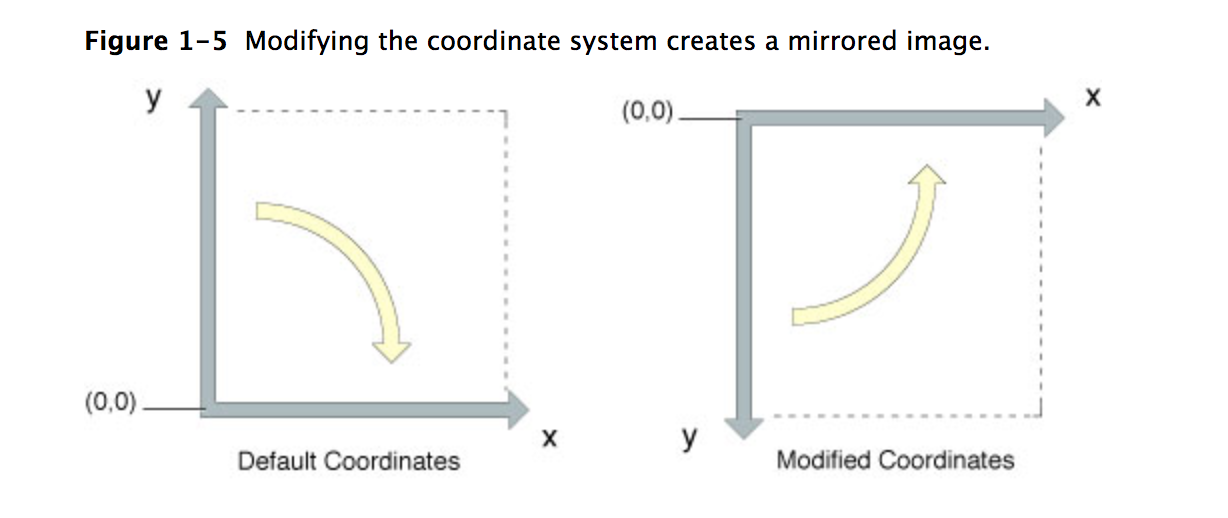 Figure 1–5 Modifying the coordinate system creates a mirrored image.
y
(0,0)
x
Default Coordinates
(0,0)
x
y
Modified Coordinates